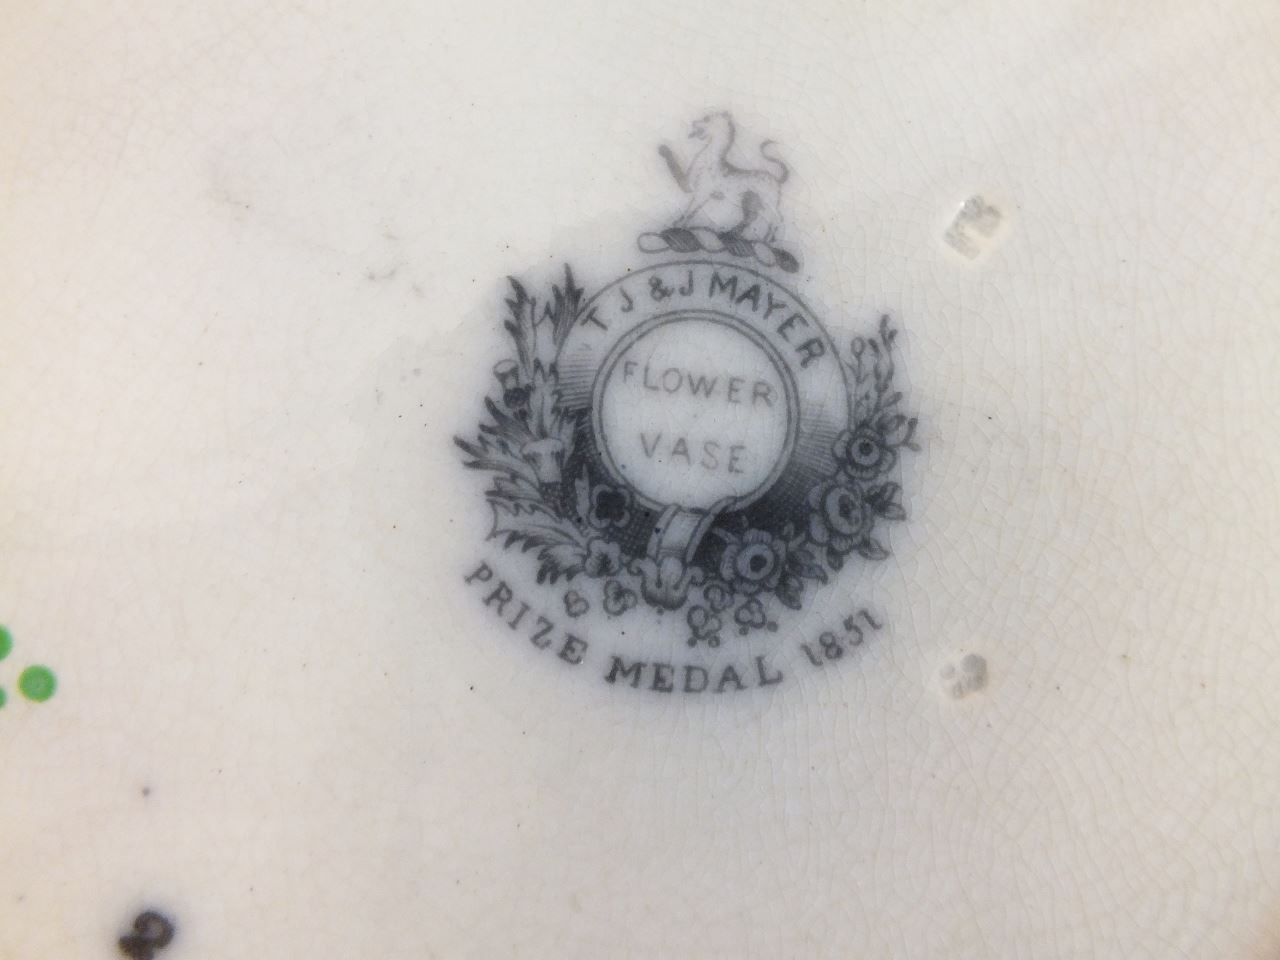 T J & J MAYER
FLOWER
VASE
PRIZE MEDAL 1851